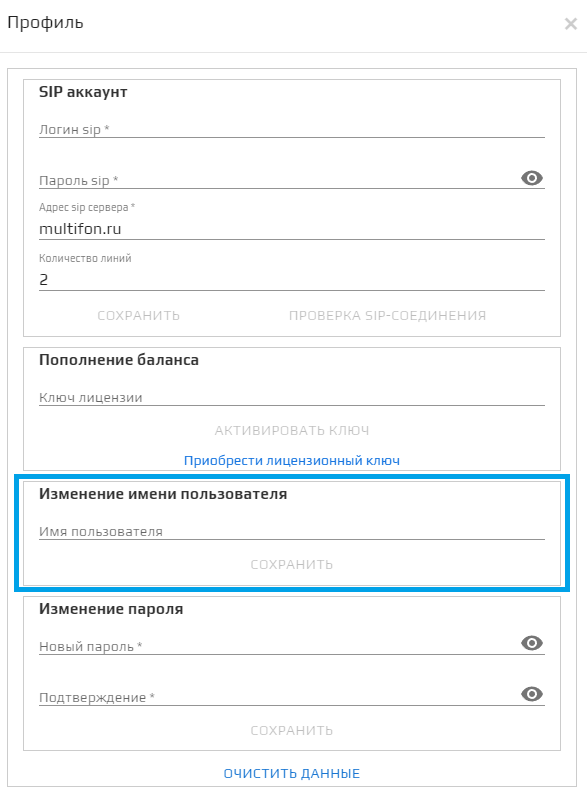 Профиль
SIP аккаунт
Логин sip *
Пароль sip *
Адрес sip сервера *
multifon.ru
Количество линий
2
СОХРАНИТЬ ПРОВЕРКА SIP-СОЕДИНЕНИЯ
Пополнение баланса
Ключ лицензии
АКТИВИРОВАТЬ КЛЮЧ
Приобрести лицензионный ключ
Изменение имени пользователя
Имя пользователя
СОХРАНИТЬ
Изменение пароля
Новый пароль *
Подтверждение *
СОХРАНИТЬ
ОЧИСТИТЬ ДАННЫЕ